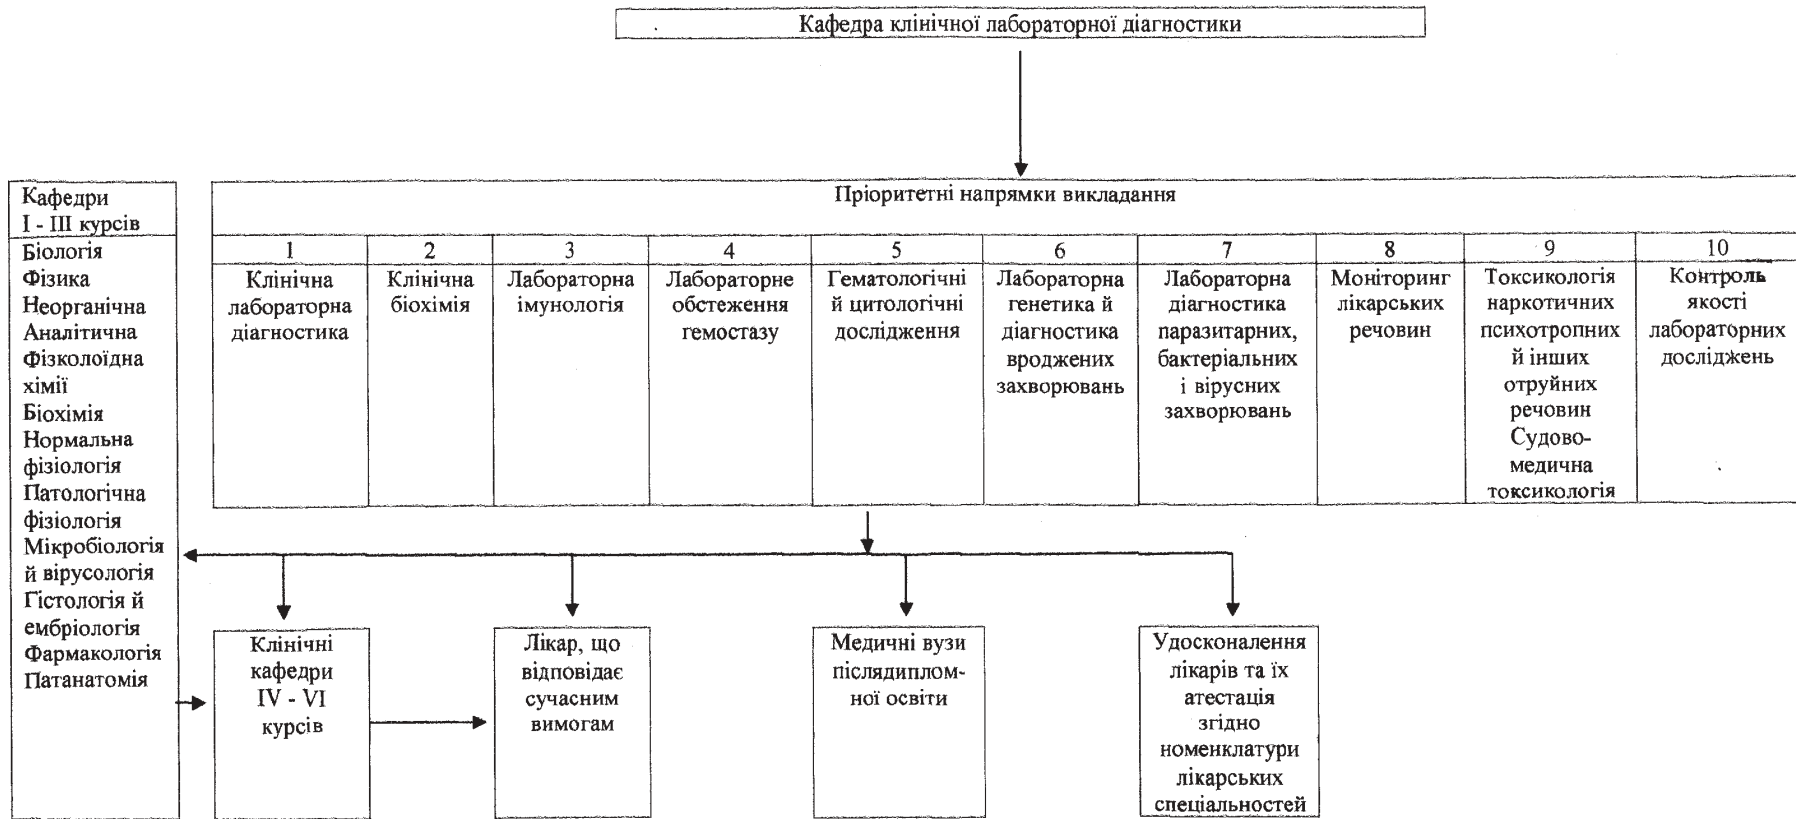 Кафедра клінічної лабораторної діагностики
Кафедри
І - ІІІ курсів
Біологія
Фізика
Неорганічна
Аналітична
Фізколоїдна
хімії
Біохімія
Нормальна
фізіологія
Патологічна
фізіологія
Мікробіологія
й вірусологія
Гістологія й
ембріологія
Фармакологія
Патанатомія
Пріоритетні напрямки викладання
1
Клінічна
лабораторна
діагностика
2
Клінічна
біохімія
3
Лабораторна
імунологія
4
Лабораторне
обстеження
гемостазу
5
Гематологічні
й цитологічні
дослідження
6
Лабораторна
генетика й
діагностика
вроджених
захворювань
7
Лабораторна
діагностика
паразитарних,
бактеріальних
і вірусних
захворювань
8
Моніторинг
лікарських
речовин
9
Токсикологія
наркотичних
психотропних
й інших
отруйних
речовин
Судово-
медична
токсикологія
10
Контроль
якості
лабораторних
досліджень
Клінічні
кафедри
IV - VI
курсів
Лікар, що
відповідає
сучасним
вимогам
Медичні вузи
післядиплом-
ної освіти
Удосконалення
лікарів та їх
атестація
згідно
номенклатури
лікарських
спеціальностей